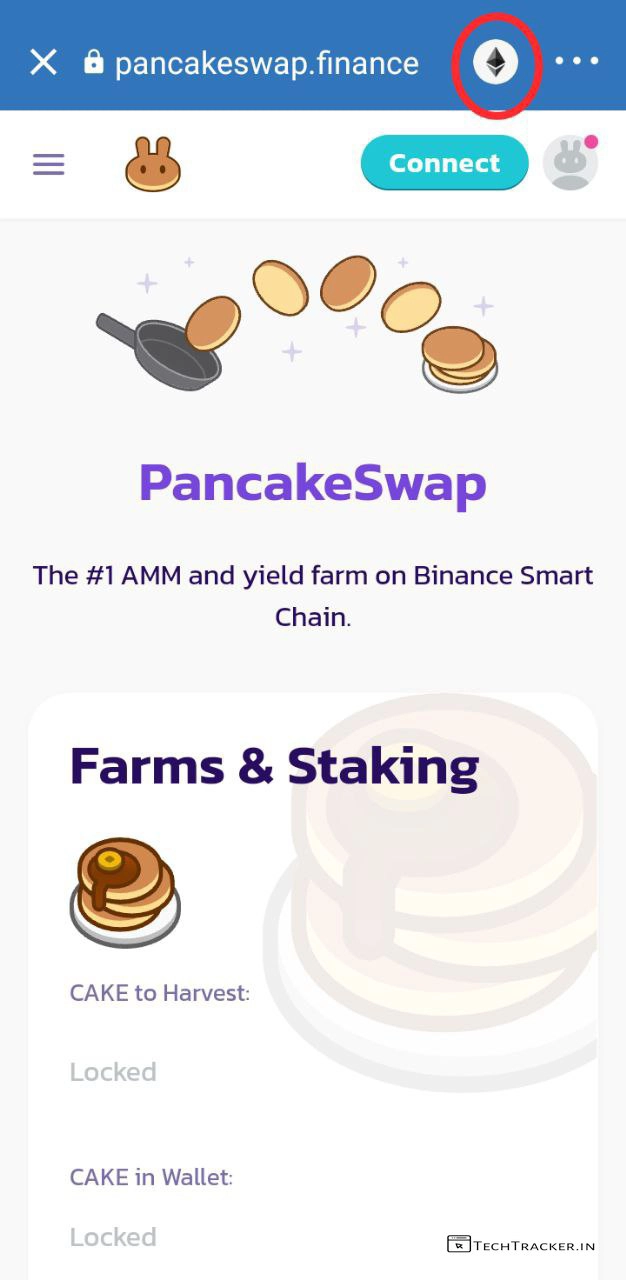 pancakeswap.finance
Connect
PancakeSwap
The #1 AMM and yield farm on Binance Smart
Chain.
Farms & Staking
CAKE to Harvest:
Locked
CAKE in Wallet:
Locked
TECHTRACKER.IN